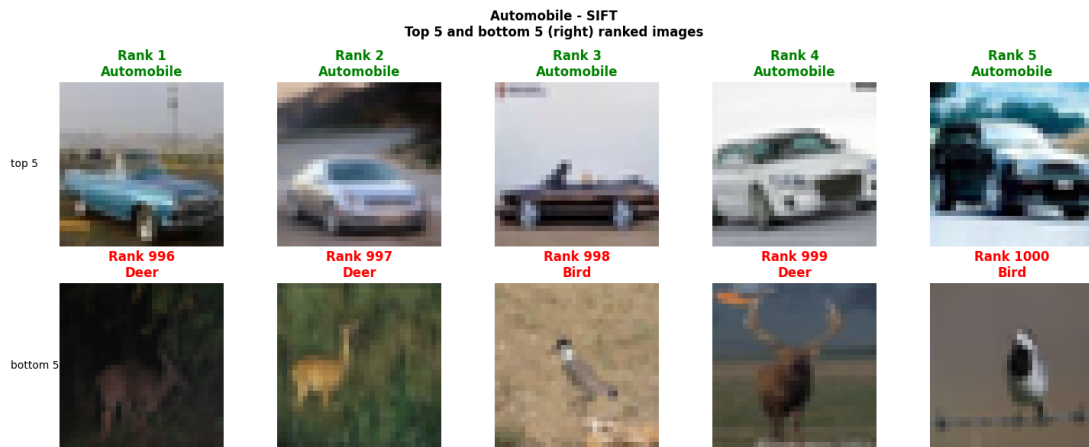 Automobile - SIFT
Top 5 and bottom 5 (right) ranked images
Rank 1
Automobile
Rank 2
Automobile
Rank 3
Automobile
Rank 4
Automobile
Rank 5
Automobile
top 5
Rank 996
Deer
Rank 997
Deer
Rank 998
Bird
Rank 999
Deer
Rank 1000
Bird
bottom 5